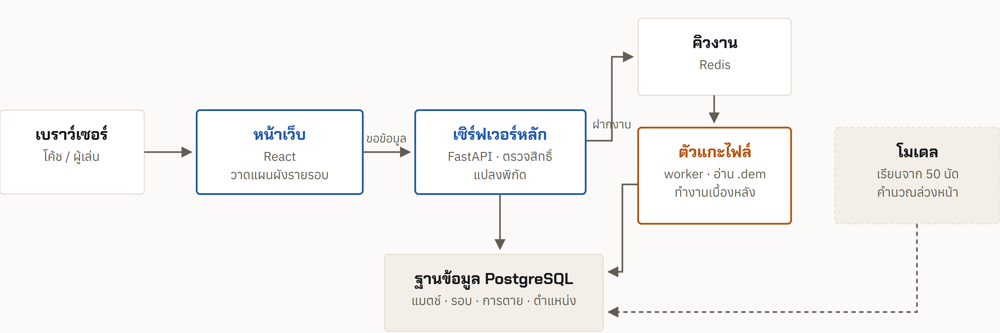 คิวงาน
Redis
เบราว์เซอร์
โค้ช / ผู้เล่น
หน้าเว็บ
React
วาดแผนผังรายรอบ
ขอข้อมูล
เซิร์ฟเวอร์หลัก
FastAPI · ตรวจสิทธิ์
แปลงพิกัด
ฝากงาน
ตัวแกะไฟล์
worker · อ่าน .dem
ทำงานเบื้องหลัง
โมเดล
เรียนจาก 50 นัด
คำนวณล่วงหน้า
ฐานข้อมูล PostgreSQL
แมตช์ · รอบ · การตาย · ตำแหน่ง